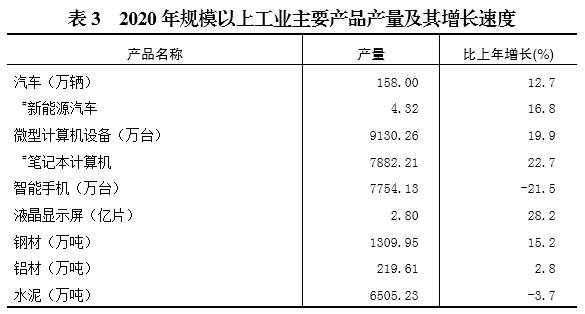 表 3 2020 年规模以上工业主要产品产量及其增长速度
产品名称 产量 比上年增长(%)
汽车（万辆） 158.00 12.7
#新能源汽车 4.32 16.8
微型计算机设备（万台） 9130.26 19.9
#笔记本计算机 7882.21 22.7
智能手机（万台） 7754.13 -21.5
液晶显示屏（亿片） 2.80 28.2
钢材（万吨） 1309.95 15.2
铝材（万吨） 219.61 2.8
水泥（万吨） 6505.23 -3.7